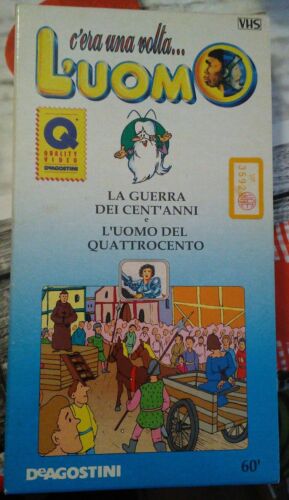 c'era una volta...
VHS
L'UOMO
Q
QUALITY
VIDEO
DEAGOSTINI
LA GUERRA
DEI CENT'ANNI
e
L'UOMO DEL
QUATTROCENTO
DEAGOSTINI
60'